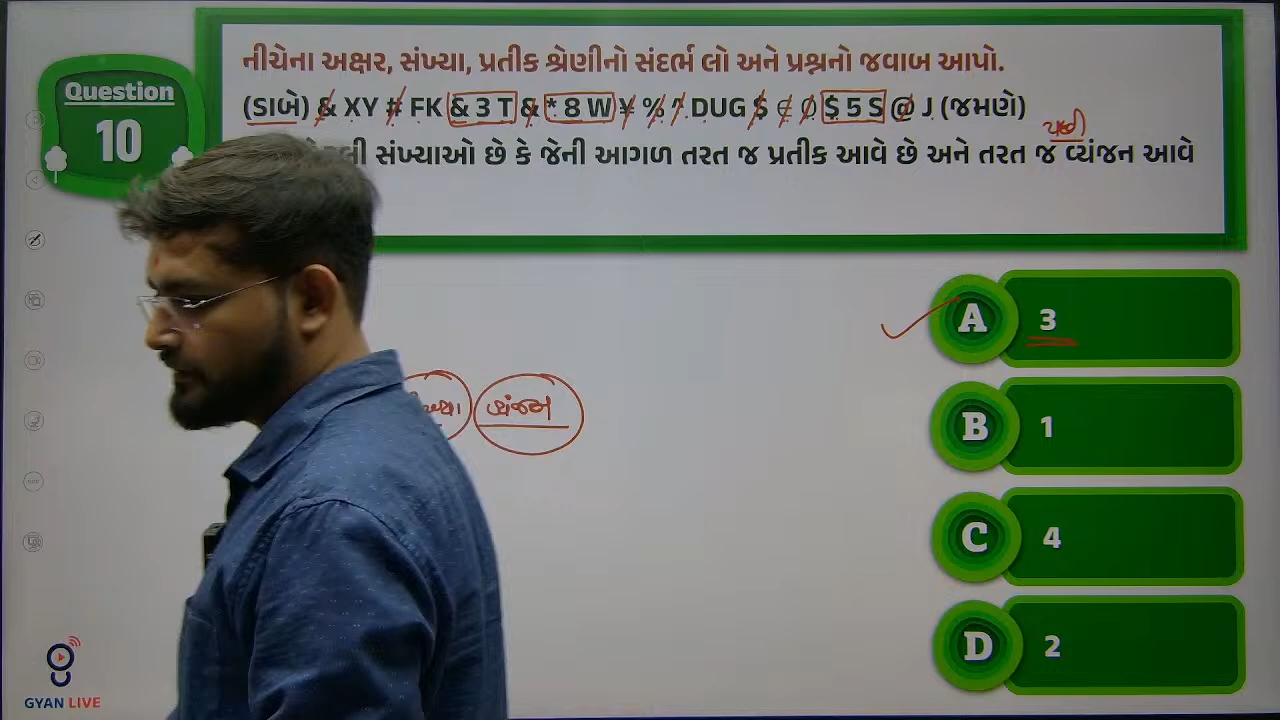 Question
10
નીચેના અક્ષર, સંખ્યા, પ્રતીક શ્રેણીનો સંદર્ભ લો અને પ્રશ્નનો જવાબ આપો.
(ડાબે) & XY # FK & 3 T & * 8 W ¥ % ^ DUG $ ⊄ Ø $ 5 S @ J (જમણે)
પછી
સંખ્યાઓ છે કે જેની આગળ તરત જ પ્રતીક આવે છે અને તરત જ વ્યંજન આવે
A 3
વ્યંજન
B 1
C 4
D 2
GYAN LIVE